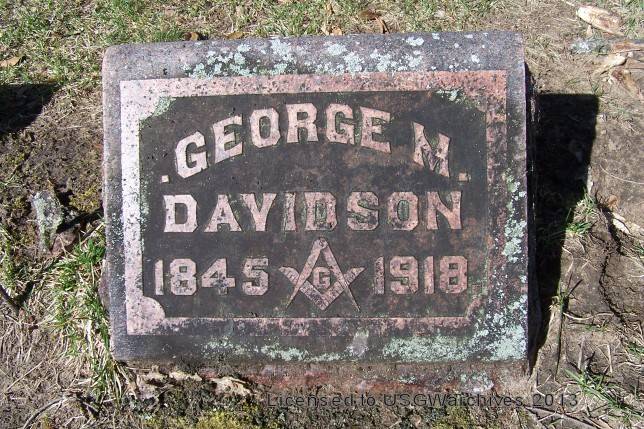 .GEORGE M.
DAVIDSON
1845 G 1918
Licensed to USGWarchives 2013